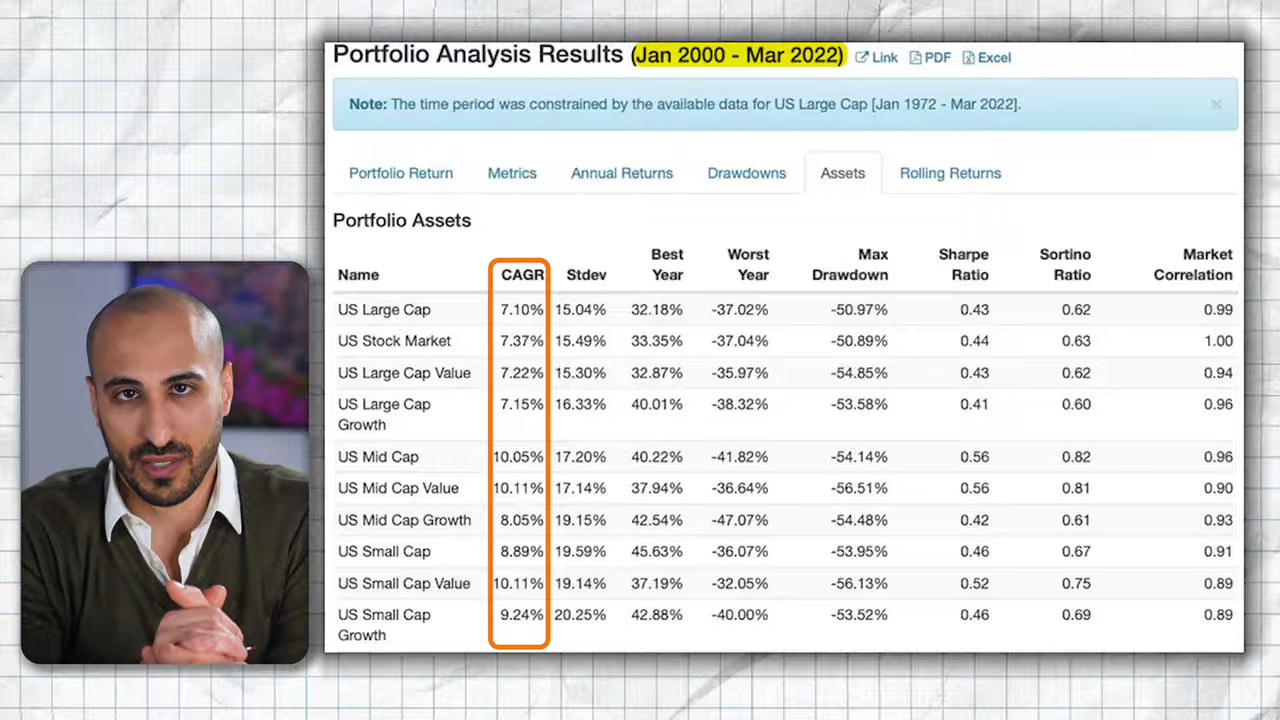 Portfolio Analysis Results (Jan 2000 - Mar 2022) Link PDF Excel
Note: The time period was constrained by the available data for US Large Cap [Jan 1972 - Mar 2022]. ×
Portfolio Return Metrics Annual Returns Drawdowns Assets Rolling Returns
Portfolio Assets
Name CAGR Stdev Best Year Worst Year Max Drawdown Sharpe Ratio Sortino Ratio Market Correlation
US Large Cap 7.10% 15.04% 32.18% -37.02% -50.97% 0.43 0.62 0.99
US Stock Market 7.37% 15.49% 33.35% -37.04% -50.89% 0.44 0.63 1.00
US Large Cap Value 7.22% 15.30% 32.87% -35.97% -54.85% 0.43 0.62 0.94
US Large Cap Growth 7.15% 16.33% 40.01% -38.32% -53.58% 0.41 0.60 0.96
US Mid Cap 10.05% 17.20% 40.22% -41.82% -54.14% 0.56 0.82 0.96
US Mid Cap Value 10.11% 17.14% 37.94% -36.64% -56.51% 0.56 0.81 0.90
US Mid Cap Growth 8.05% 19.15% 42.54% -47.07% -54.48% 0.42 0.61 0.93
US Small Cap 8.89% 19.59% 45.63% -36.07% -53.95% 0.46 0.67 0.91
US Small Cap Value 10.11% 19.14% 37.19% -32.05% -56.13% 0.52 0.75 0.89
US Small Cap Growth 9.24% 20.25% 42.88% -40.00% -53.52% 0.46 0.69 0.89